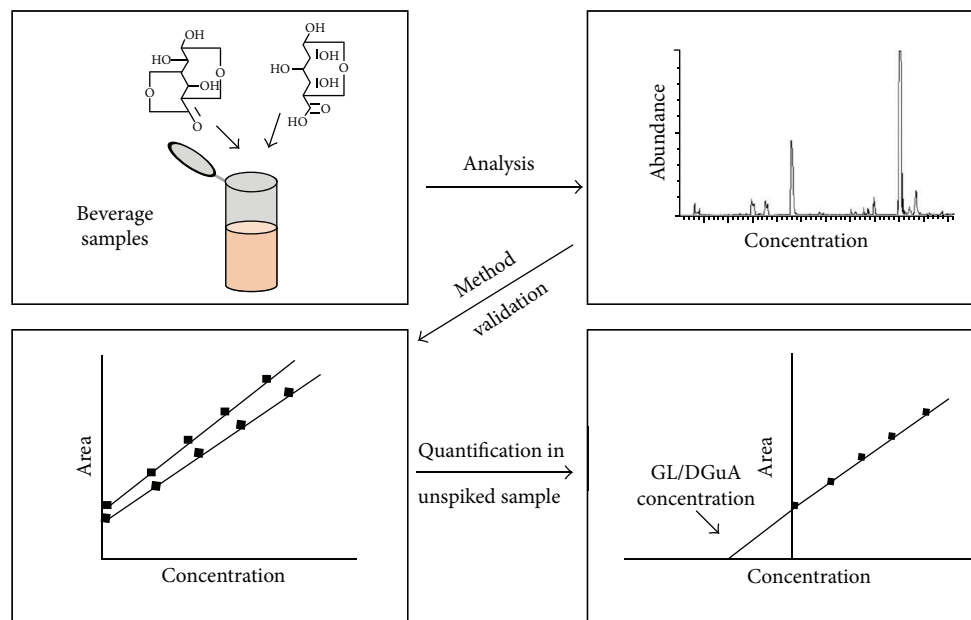 OH
HO
O
OH
O
O
OH
OH
HO
O
OH
O
HO
Beverage
samples
Analysis
Abundance
Concentration
Method
validation
Area
Concentration
Quantification in
unspiked sample
Area
GL/DGuA
concentration
Concentration